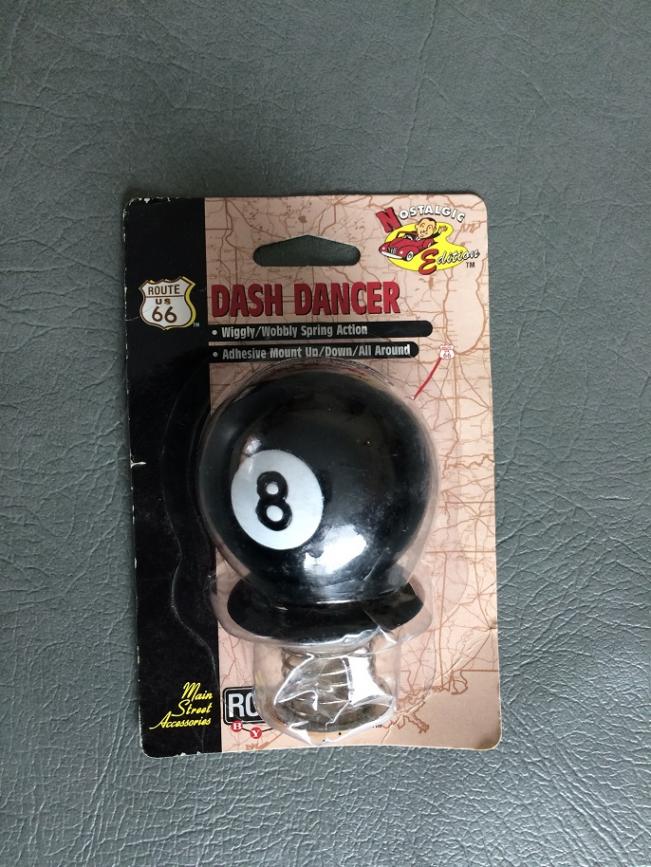 NOSTALGIC
Edition™
ROUTE
US
66
DASH DANCER
• Wiggly/Wobbly Spring Action
• Adhesive Mount Up/Down/All Around
8
Main
Street
Accessories